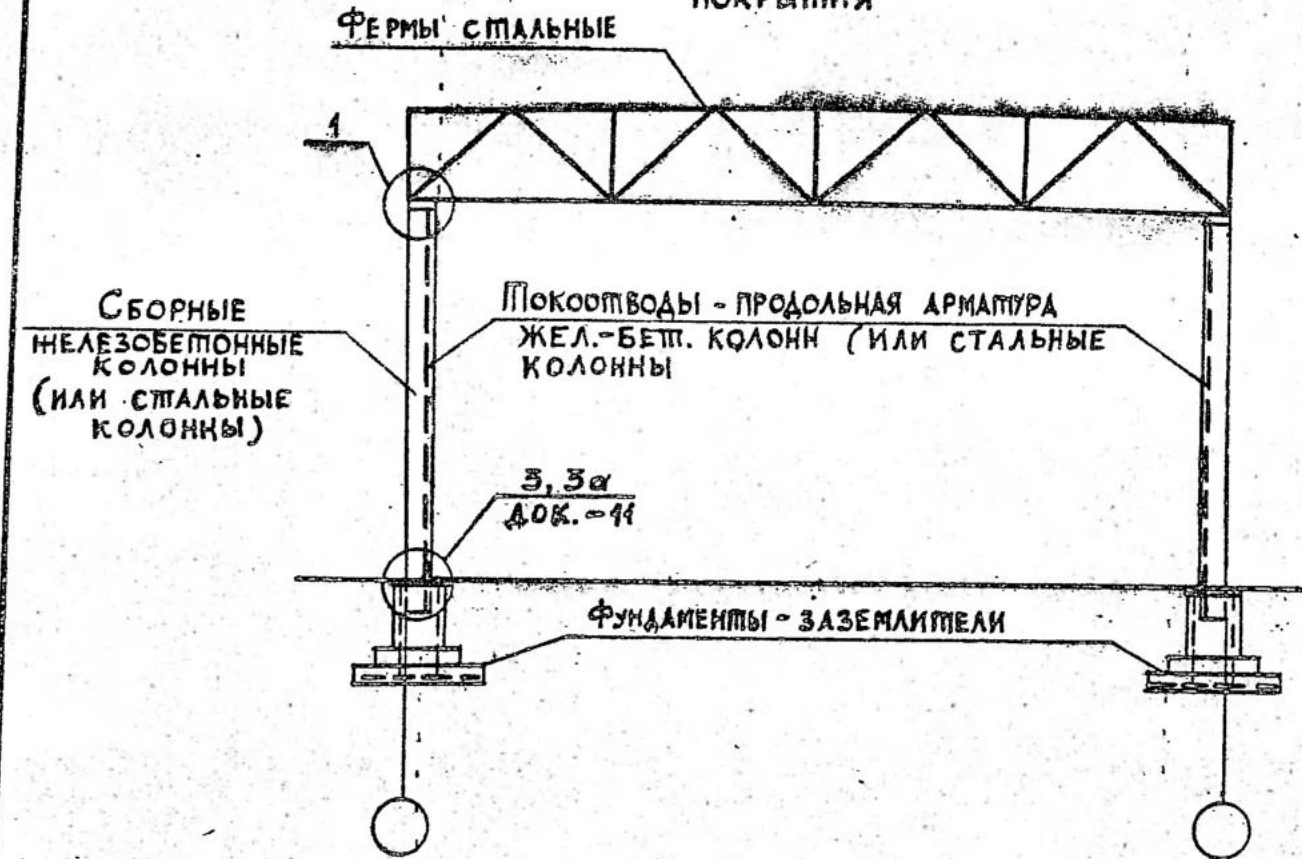 ПОКРЫТИЯ
ФЕРМЫ СТАЛЬНЫЕ
1
СБОРНЫЕ
ЖЕЛЕЗОБЕТОННЫЕ
КОЛОННЫ
(ИЛИ СТАЛЬНЫЕ
КОЛОННЫ)
ТОКООТВОДЫ - ПРОДОЛЬНАЯ АРМАТУРА
ЖЕЛ.-БЕТ. КОЛОНН (ИЛИ СТАЛЬНЫЕ
КОЛОННЫ
3, 3а
ДОК. - 11
ФУНДАМЕНТЫ - ЗАЗЕМЛИТЕЛИ